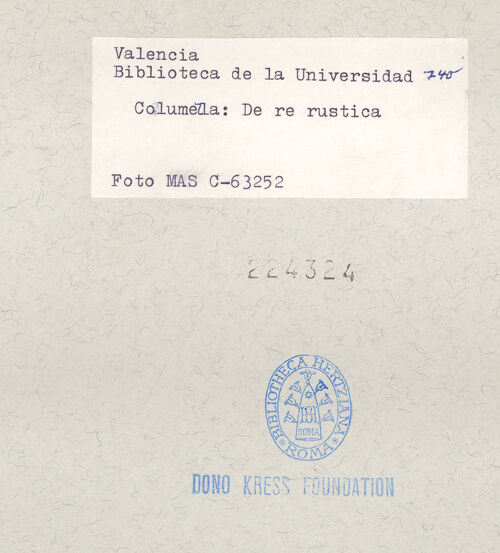 Valencia
Biblioteca de la Universidad 740
Columella: De re rustica
Foto MAS C-63252
224324
BIBLIOTHECA HERTZIANA
ROMA
ROMA
DONO KRESS FOUNDATION